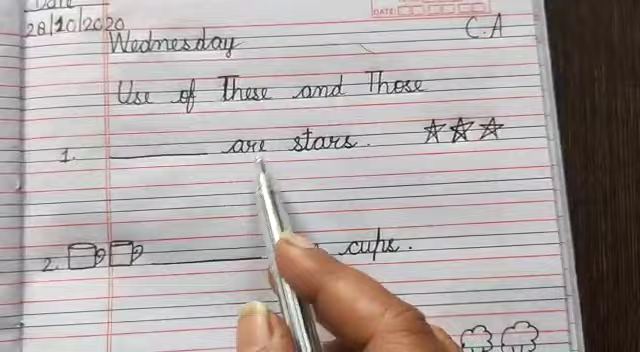 Date
28/10/2020
DATE:
C.A
Wednesday
Use of These and Those
1. ________ are stars.
2. ________ cups.